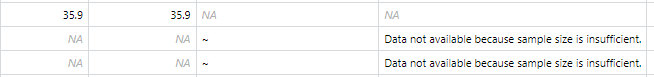 35.9 35.9 NA NA
NA NA ~ Data not available because sample size is insufficient.
NA NA ~ Data not available because sample size is insufficient.